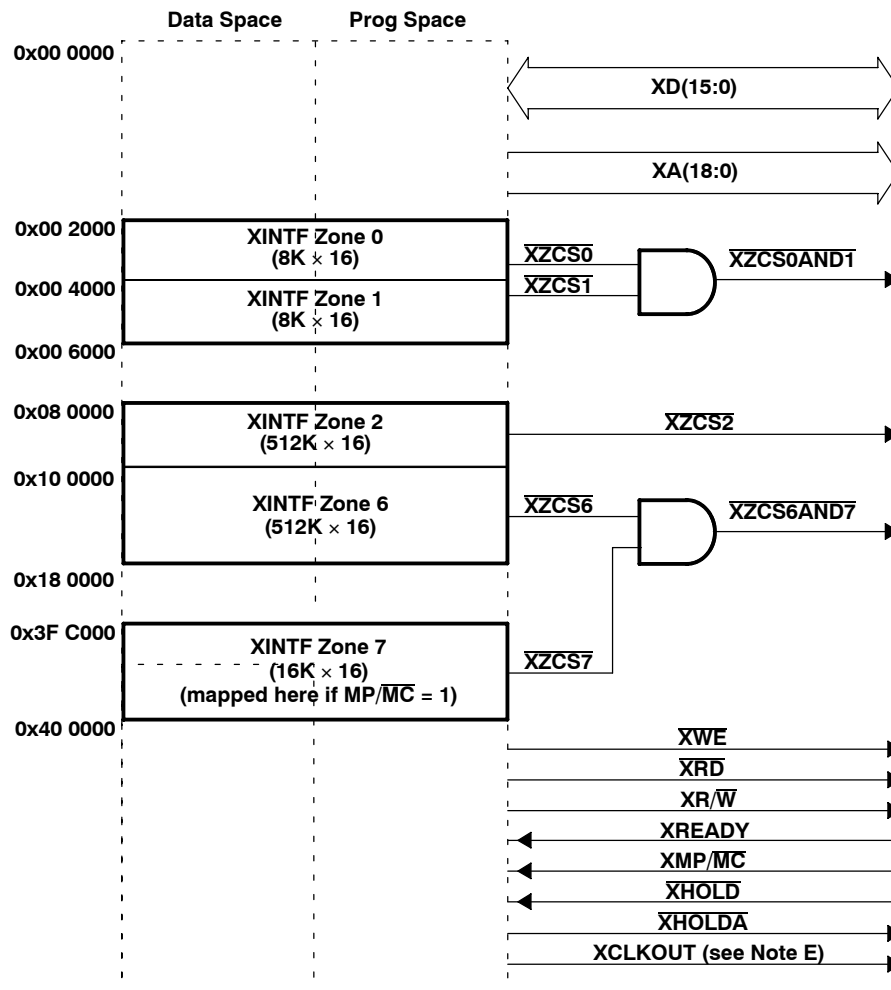 Data Space Prog Space
0x00 0000
XD(15:0)
XA(18:0)
0x00 2000
XINTF Zone 0
(8K × 16)
XZCS0
XZCS0AND1
0x00 4000
XZCS1
XINTF Zone 1
(8K × 16)
0x00 6000
0x08 0000
XINTF Zone 2
(512K × 16)
XZCS2
0x10 0000
XINTF Zone 6
(512K × 16)
XZCS6
XZCS6AND7
0x18 0000
0x3F C000
XINTF Zone 7
(16K × 16)
(mapped here if MP/MC = 1)
XZCS7
0x40 0000
XWE
XRD
XR/W
XREADY
XMP/MC
XHOLD
XHOLDA
XCLKOUT (see Note E)